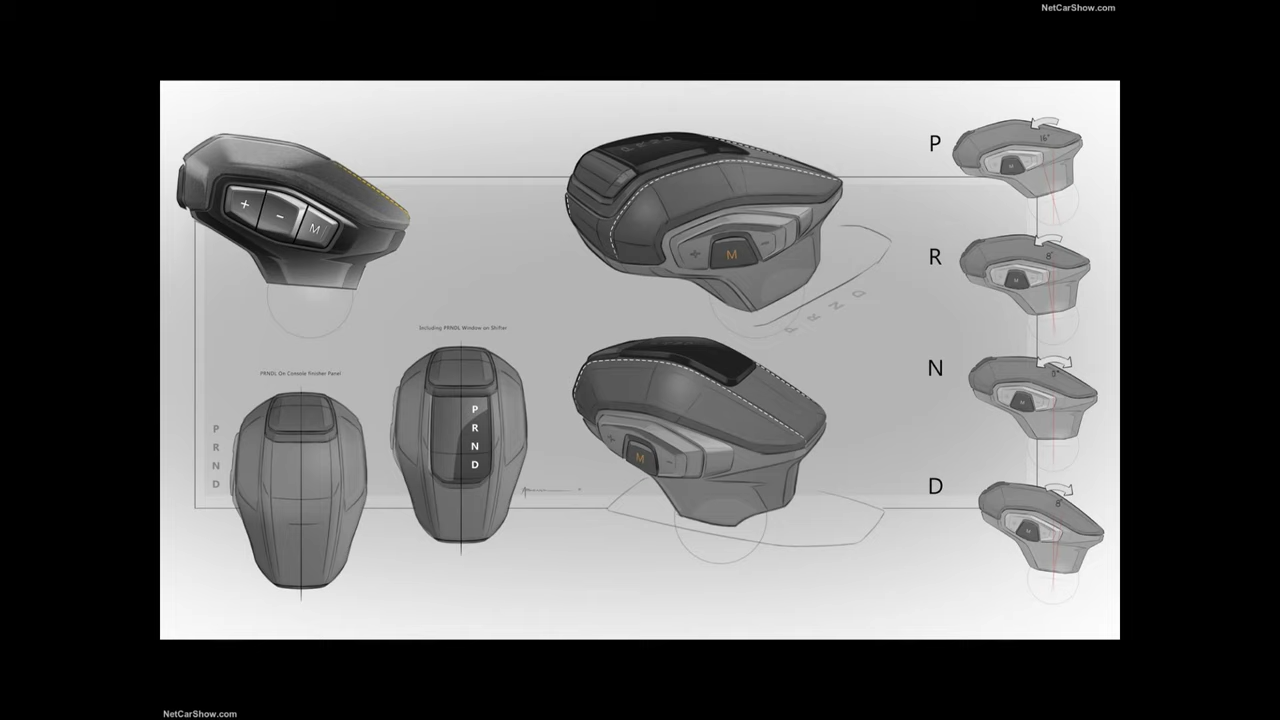 NetCarShow.com
P
16°
+
-
M
M
R
8°
Including PRNDL Window on Shifter
P R N D
PRNDL On Console finisher Panel
N
0°
P
R
N
D
P
R
N
D
M
D
8°
NetCarShow.com